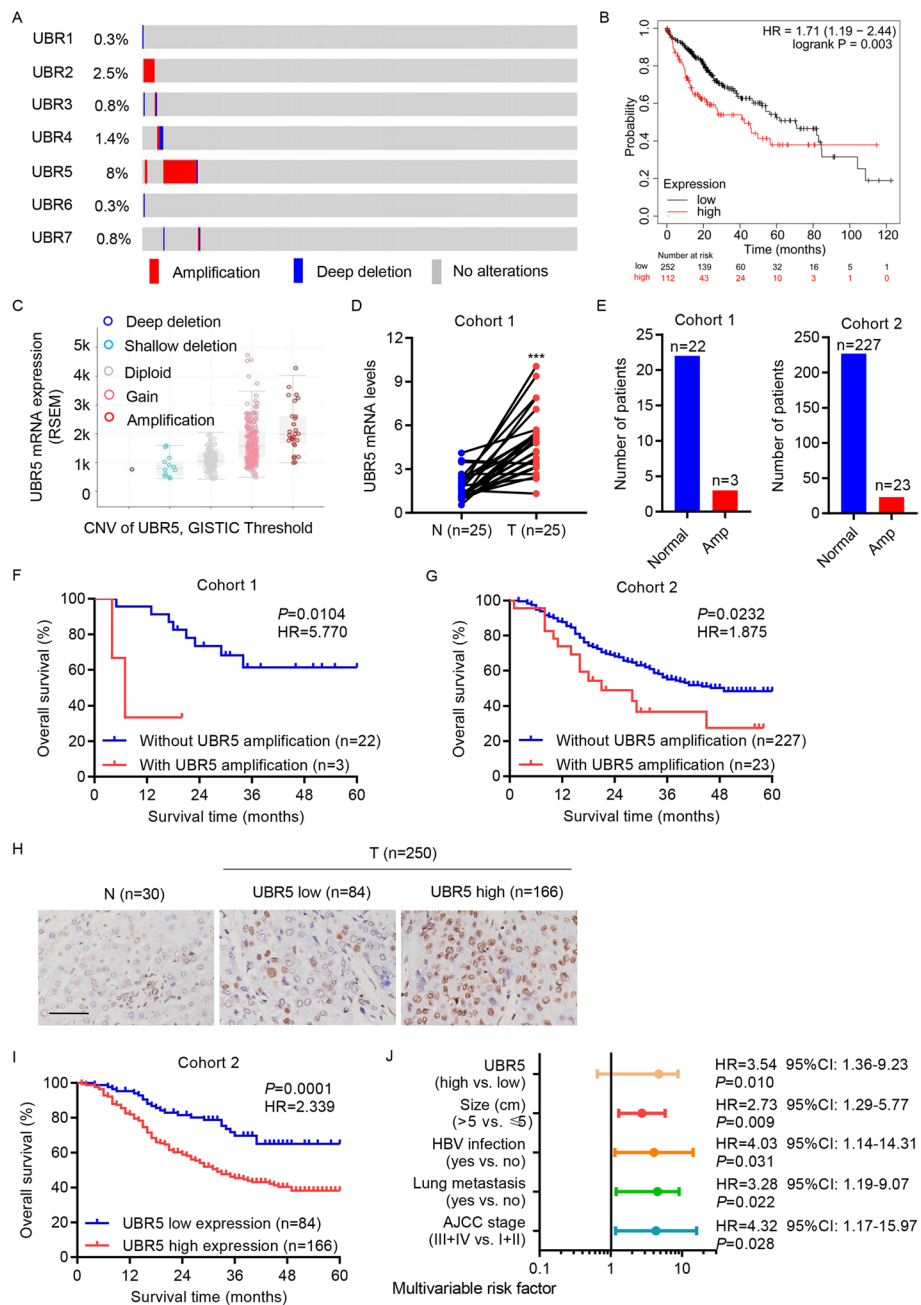 A
UBR1 0.3%
UBR2 2.5%
UBR3 0.8%
UBR4 1.4%
UBR5 8%
UBR6 0.3%
UBR7 0.8%
Amplification Deep deletion No alterations
B
HR = 1.71 (1.19 − 2.44)
logrank P = 0.003
Probability
1.0
0.8
0.6
0.4
0.2
0.0
Expression
low
high
0 20 40 60 80 100 120
Time (months)
Number at risk
low 252 139 60 32 16 5 1
high 112 43 24 10 3 1 0
C
UBR5 mRNA expression
(RSEM)
5k
4k
3k
2k
1k
0
Deep deletion
Shallow deletion
Diploid
Gain
Amplification
CNV of UBR5, GISTIC Threshold
D
Cohort 1
***
UBR5 mRNA levels
12
9
6
3
0
N (n=25) T (n=25)
E
Cohort 1
Number of patients
25
20
15
10
5
0
n=22
n=3
Normal Amp
Cohort 2
Number of patients
250
200
150
100
50
0
n=227
n=23
Normal Amp
F
Cohort 1
P=0.0104
HR=5.770
Overall survival (%)
100
80
60
40
20
0
Without UBR5 amplification (n=22)
With UBR5 amplification (n=3)
0 12 24 36 48 60
Survival time (months)
G
Cohort 2
P=0.0232
HR=1.875
Overall survival (%)
100
80
60
40
20
0
Without UBR5 amplification (n=227)
With UBR5 amplification (n=23)
0 12 24 36 48 60
Survival time (months)
H
T (n=250)
N (n=30) UBR5 low (n=84) UBR5 high (n=166)
I
Cohort 2
P=0.0001
HR=2.339
Overall survival (%)
100
80
60
40
20
0
UBR5 low expression (n=84)
UBR5 high expression (n=166)
0 12 24 36 48 60
Survival time (months)
J
UBR5
(high vs. low)
HR=3.54 95%CI: 1.36-9.23
P=0.010
Size (cm)
(>5 vs. ≤5)
HR=2.73 95%CI: 1.29-5.77
P=0.009
HBV infection
(yes vs. no)
HR=4.03 95%CI: 1.14-14.31
P=0.031
Lung metastasis
(yes vs. no)
HR=3.28 95%CI: 1.19-9.07
P=0.022
AJCC stage
(III+IV vs. I+II)
HR=4.32 95%CI: 1.17-15.97
P=0.028
0.1 1 10
Multivariable risk factor